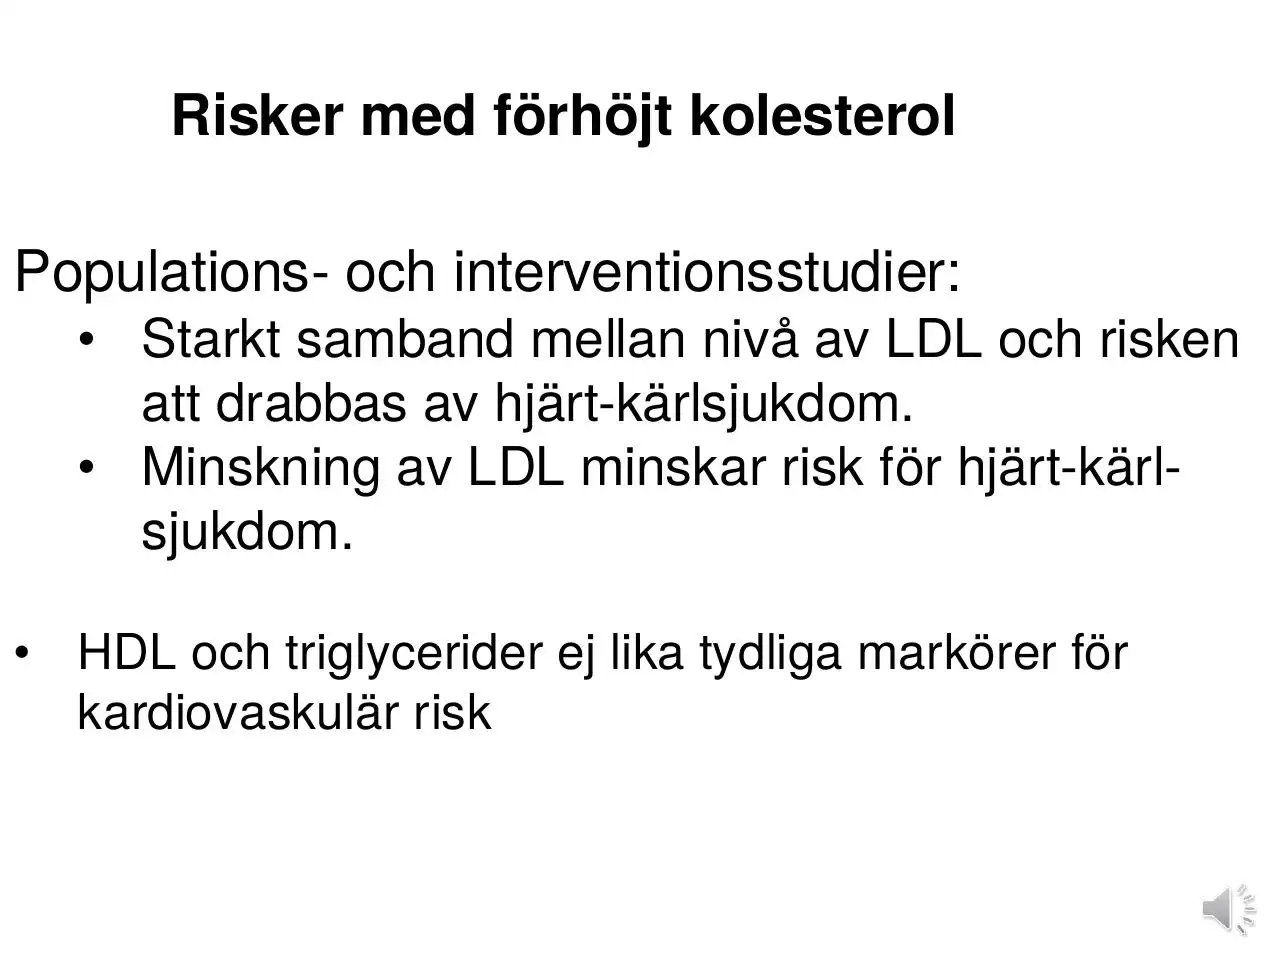 Risker med förhöjt kolesterol
Populations- och interventionsstudier:
• Starkt samband mellan nivå av LDL och risken
att drabbas av hjärt-kärlsjukdom.
• Minskning av LDL minskar risk för hjärt-kärl-
sjukdom.
• HDL och triglycerider ej lika tydliga markörer för
kardiovaskulär risk